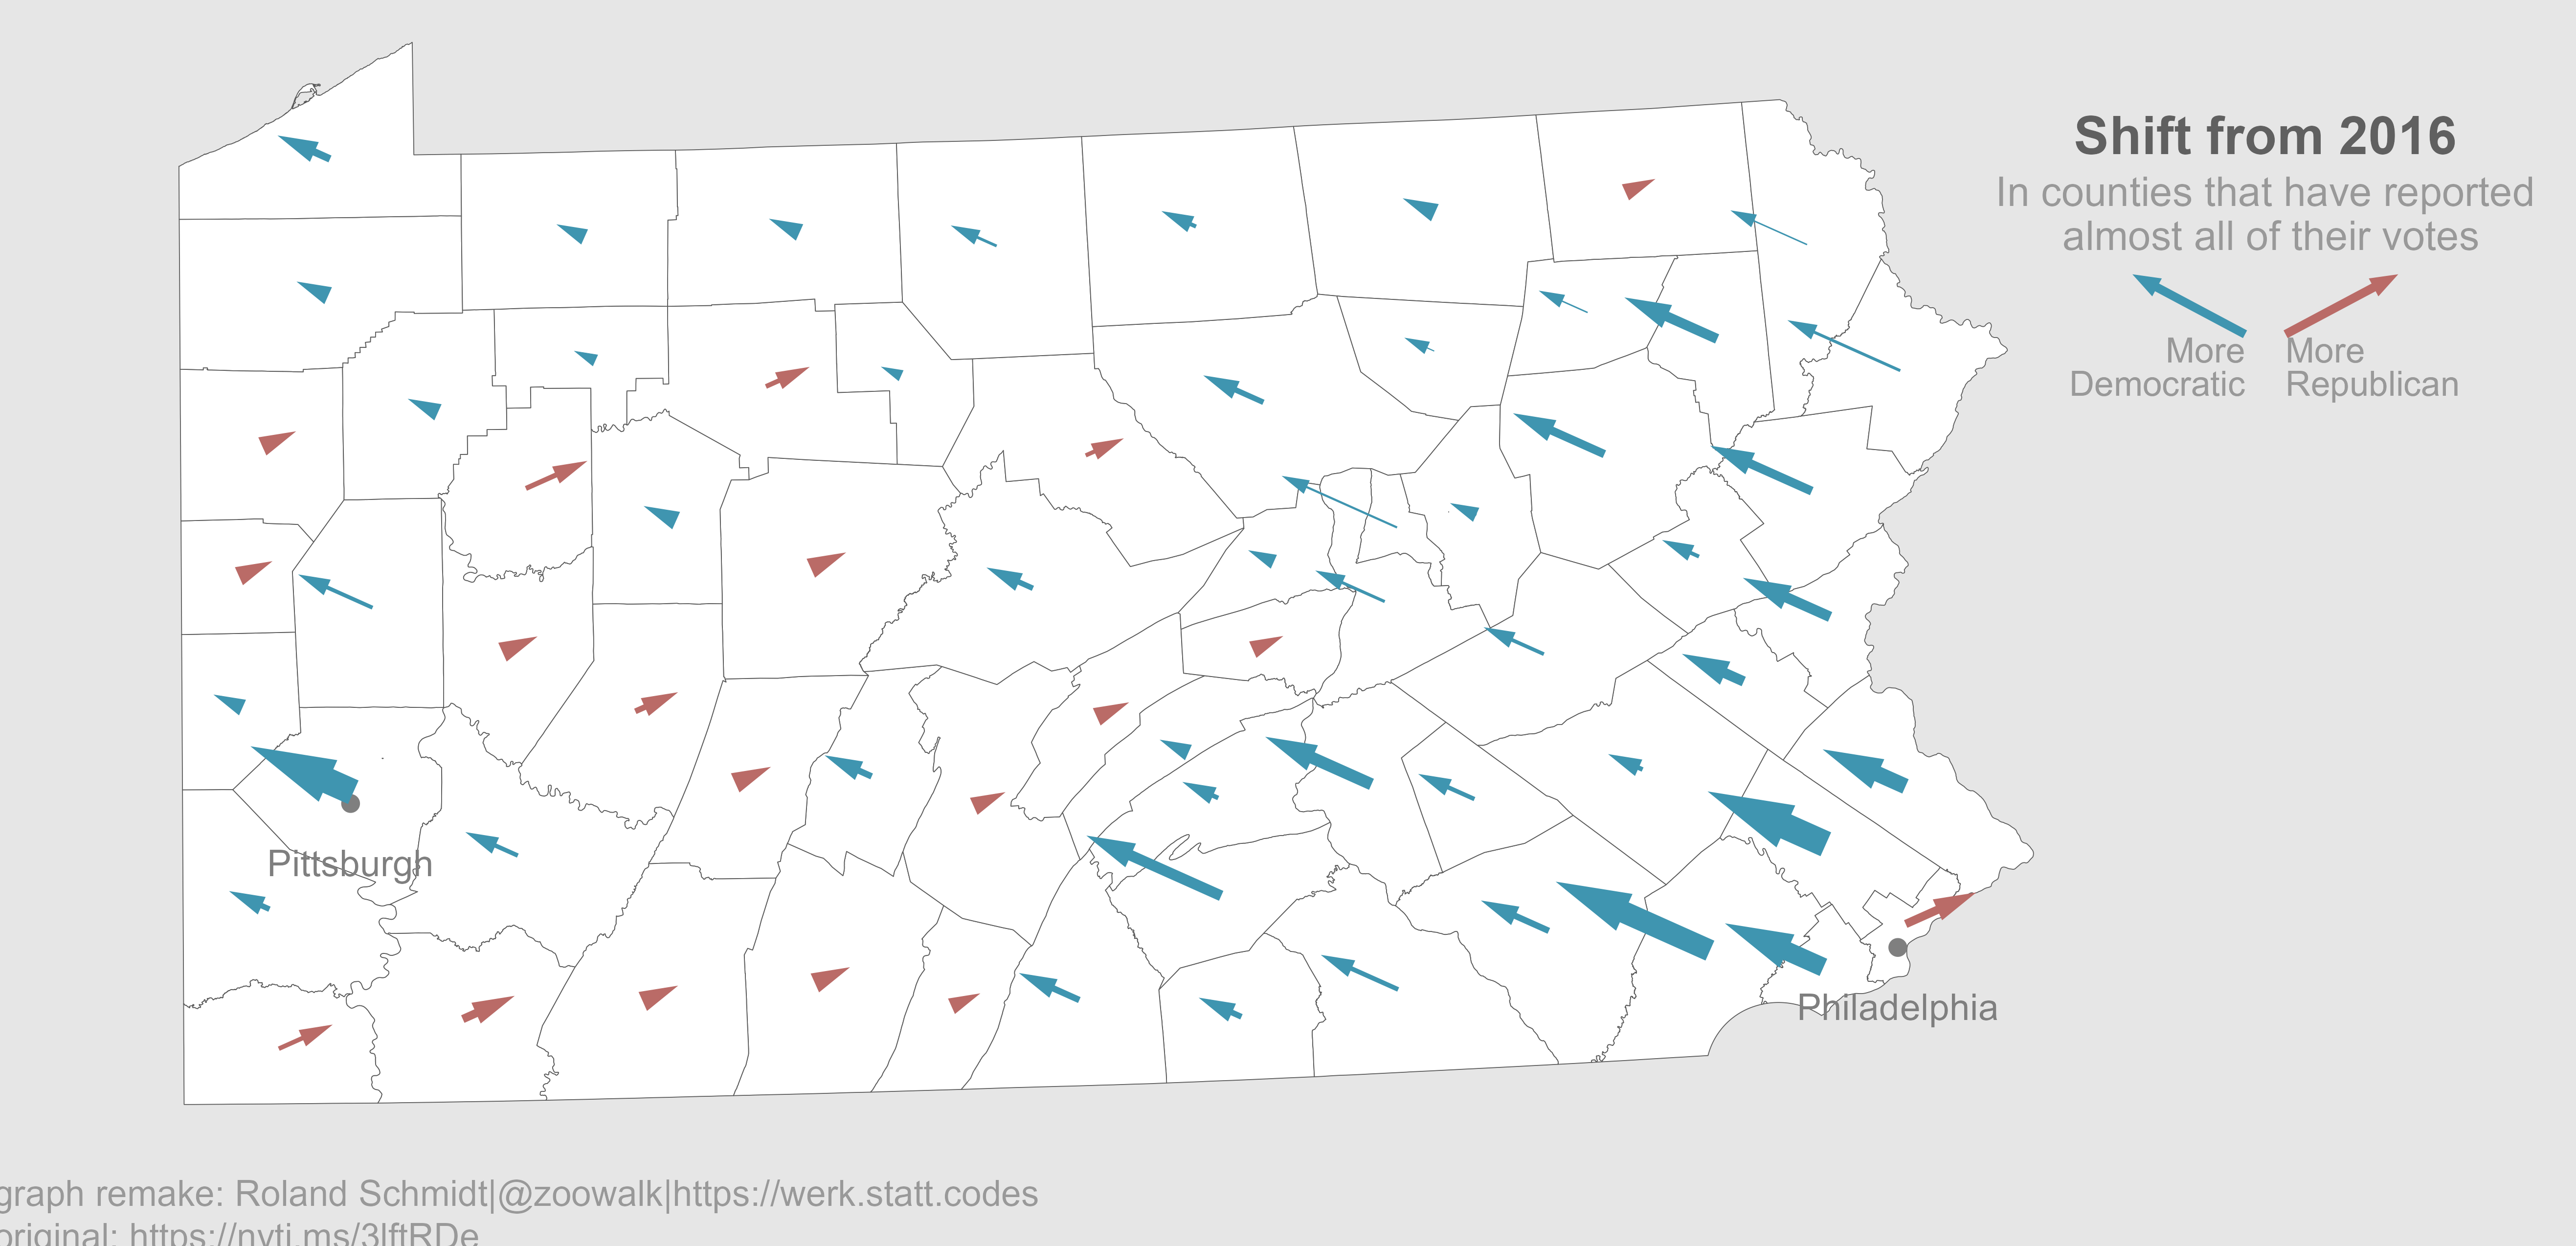 Shift from 2016
In counties that have reported
almost all of their votes
More
Democratic
More
Republican
Pittsburgh
Philadelphia
graph remake: Roland Schmidt|@zoowalk|https://werk.statt.codes
original: https://nyti.ms/3lftRDe